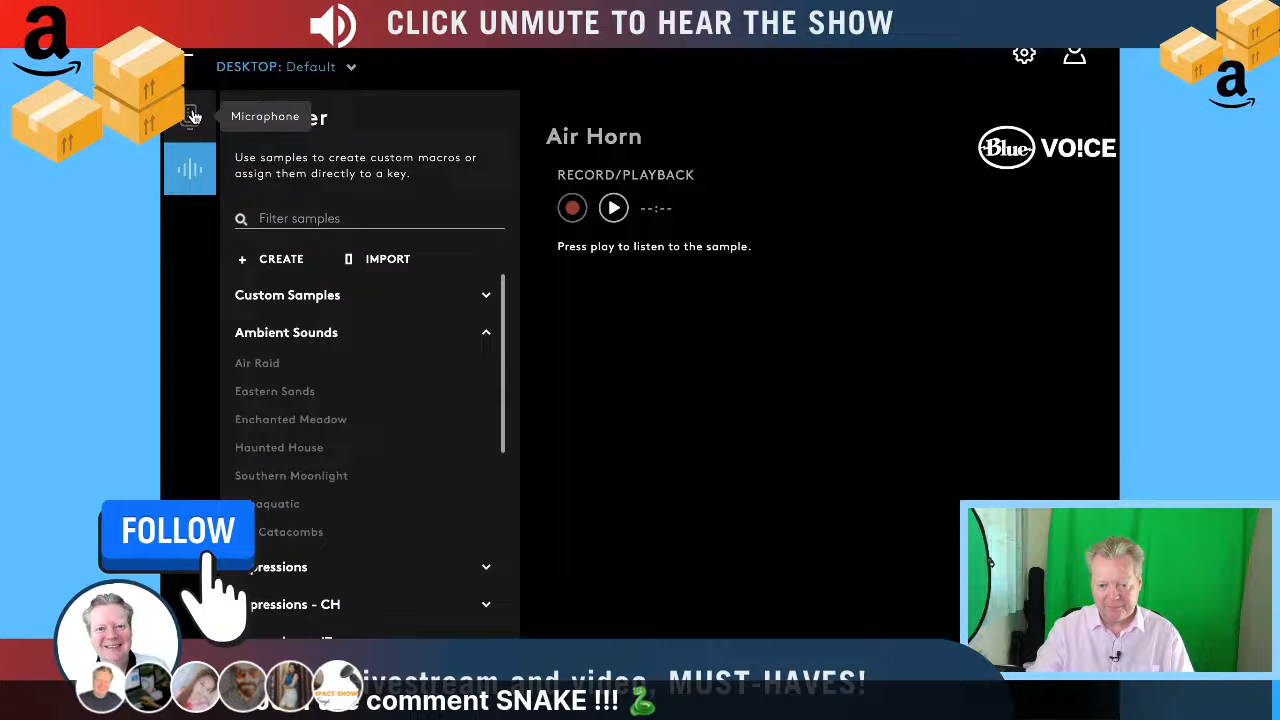 CLICK UNMUTE TO HEAR THE SHOW
DESKTOP: Default
Microphone
Air Horn
Blue VO!CE
Use samples to create custom macros or
assign them directly to a key.
RECORD/PLAYBACK
--:--
Filter samples
Press play to listen to the sample.
+ CREATE
IMPORT
Custom Samples
Ambient Sounds
Air Raid
Eastern Sands
Enchanted Meadow
Haunted House
Southern Moonlight
Catacombs
FOLLOW
and video, MUST-HAVES!
comment SNAKE !!! 🐍